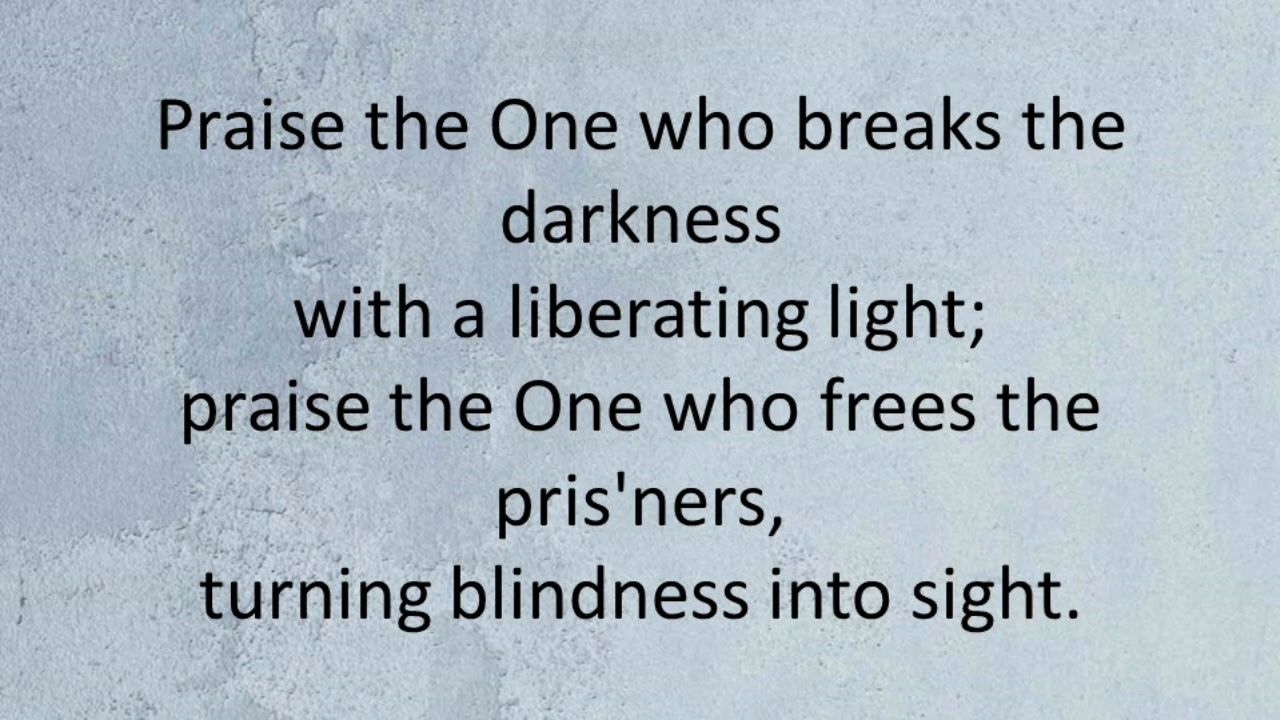 Praise the One who breaks the
darkness
with a liberating light;
praise the One who frees the
pris'ners,
turning blindness into sight.